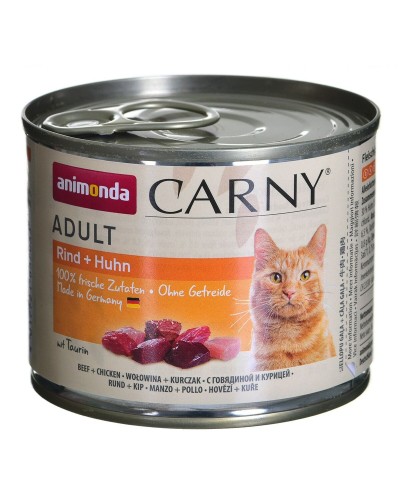 animonda
CARNY®
ADULT
Rind + Huhn
100% frische Zutaten • Ohne Getreide
Made in Germany
mit Taurin
BEEF + CHICKEN • WOŁOWINA + KURCZAK • С ГОВЯДИНОЙ И КУРИЦЕЙ •
RUND + KIP • MANZO + POLLO • HOVĚZÍ + KUŘE